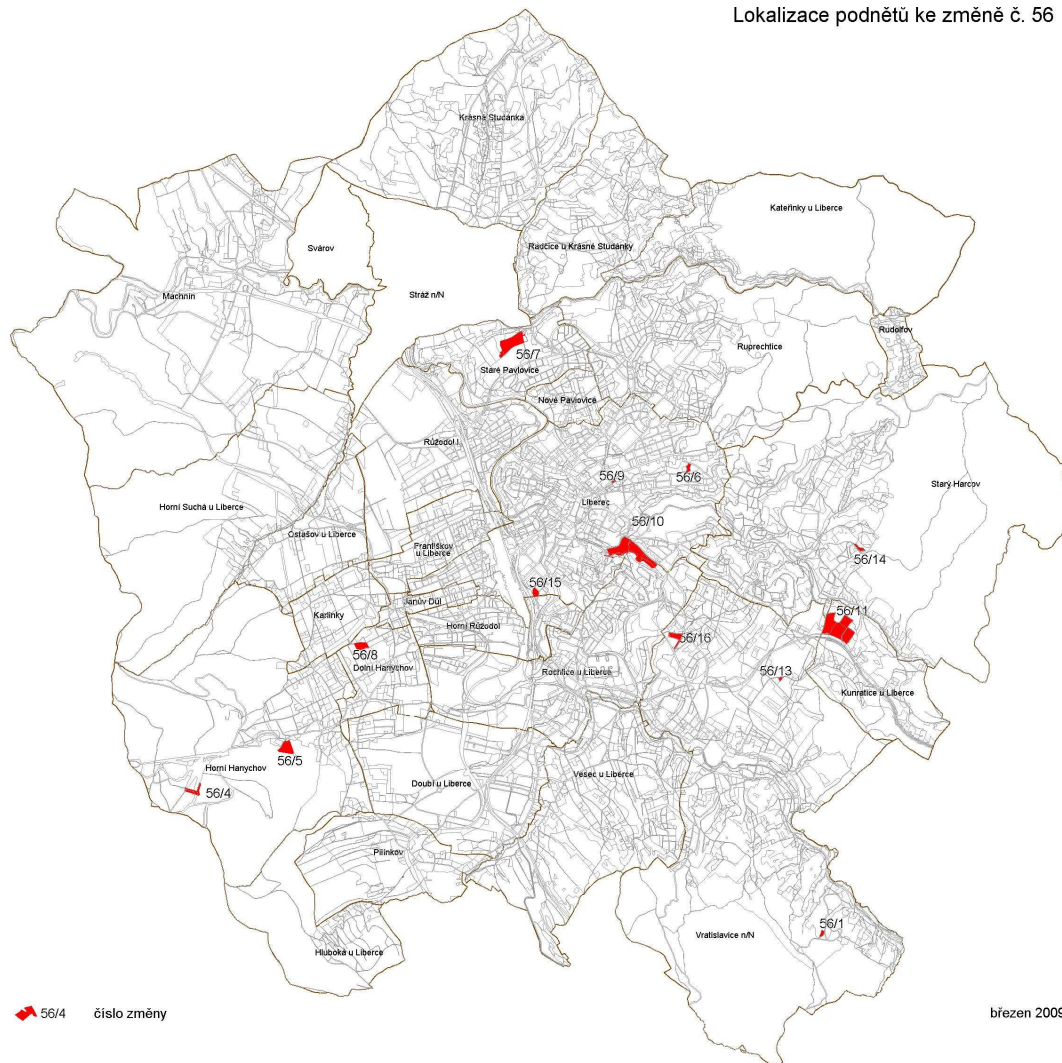 Lokalizace podnětů ke změně č. 56
Krásná Studánka
Kateřinky u Liberce
Svárov
Radčice u Krásné Studánky
Machnín
Stráž n/N
Rudolfov
56/7
Ruprechtice
Staré Pavlovice
Nové Pavlovice
Růžodol I
56/9
56/6
Starý Harcov
Liberec
Horní Suchá u Liberce
56/10
Ostašov u Liberce
Františkov
u Liberce
56/14
56/15
Janův Důl
56/11
Karlinky
Horní Růžodol
56/16
56/8
Dolní Hanychov
Rochlice u Liberce
56/13
Kunratice u Liberce
56/5
Horní Hanychov
Doubí u Liberce
Vesec u Liberce
56/4
Pilínkov
56/1
Vratislavice n/N
Hluboká u Liberce
56/4 číslo změny
březen 2009